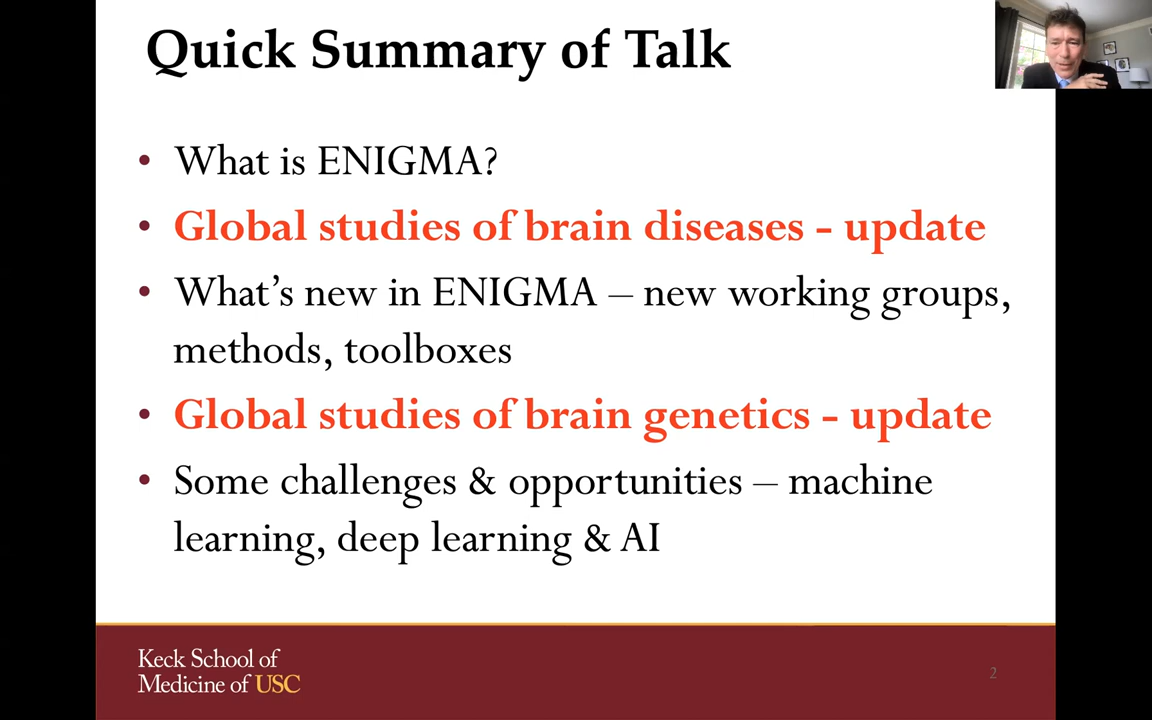 Quick Summary of Talk
• What is ENIGMA?
• Global studies of brain diseases - update
• What’s new in ENIGMA – new working groups,
methods, toolboxes
• Global studies of brain genetics - update
• Some challenges & opportunities – machine
learning, deep learning & AI
Keck School of
Medicine of USC
2